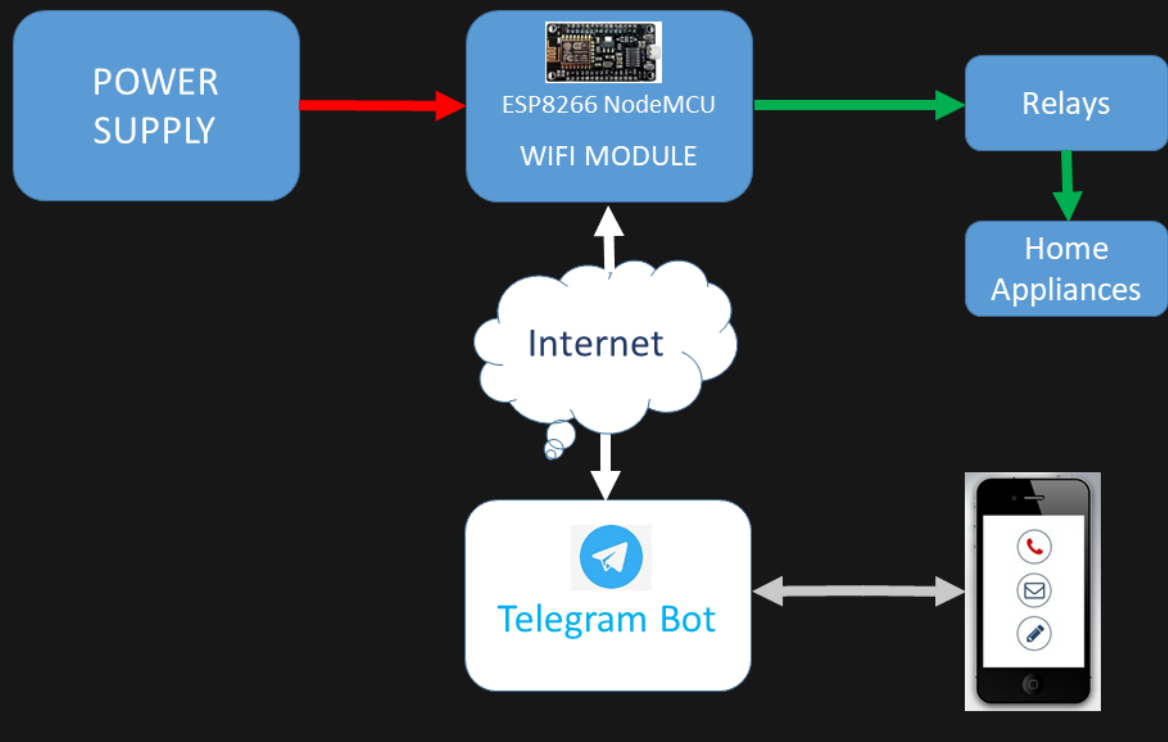 POWER
SUPPLY
ESP8266 NodeMCU
WIFI MODULE
Relays
Home
Appliances
Internet
Telegram Bot